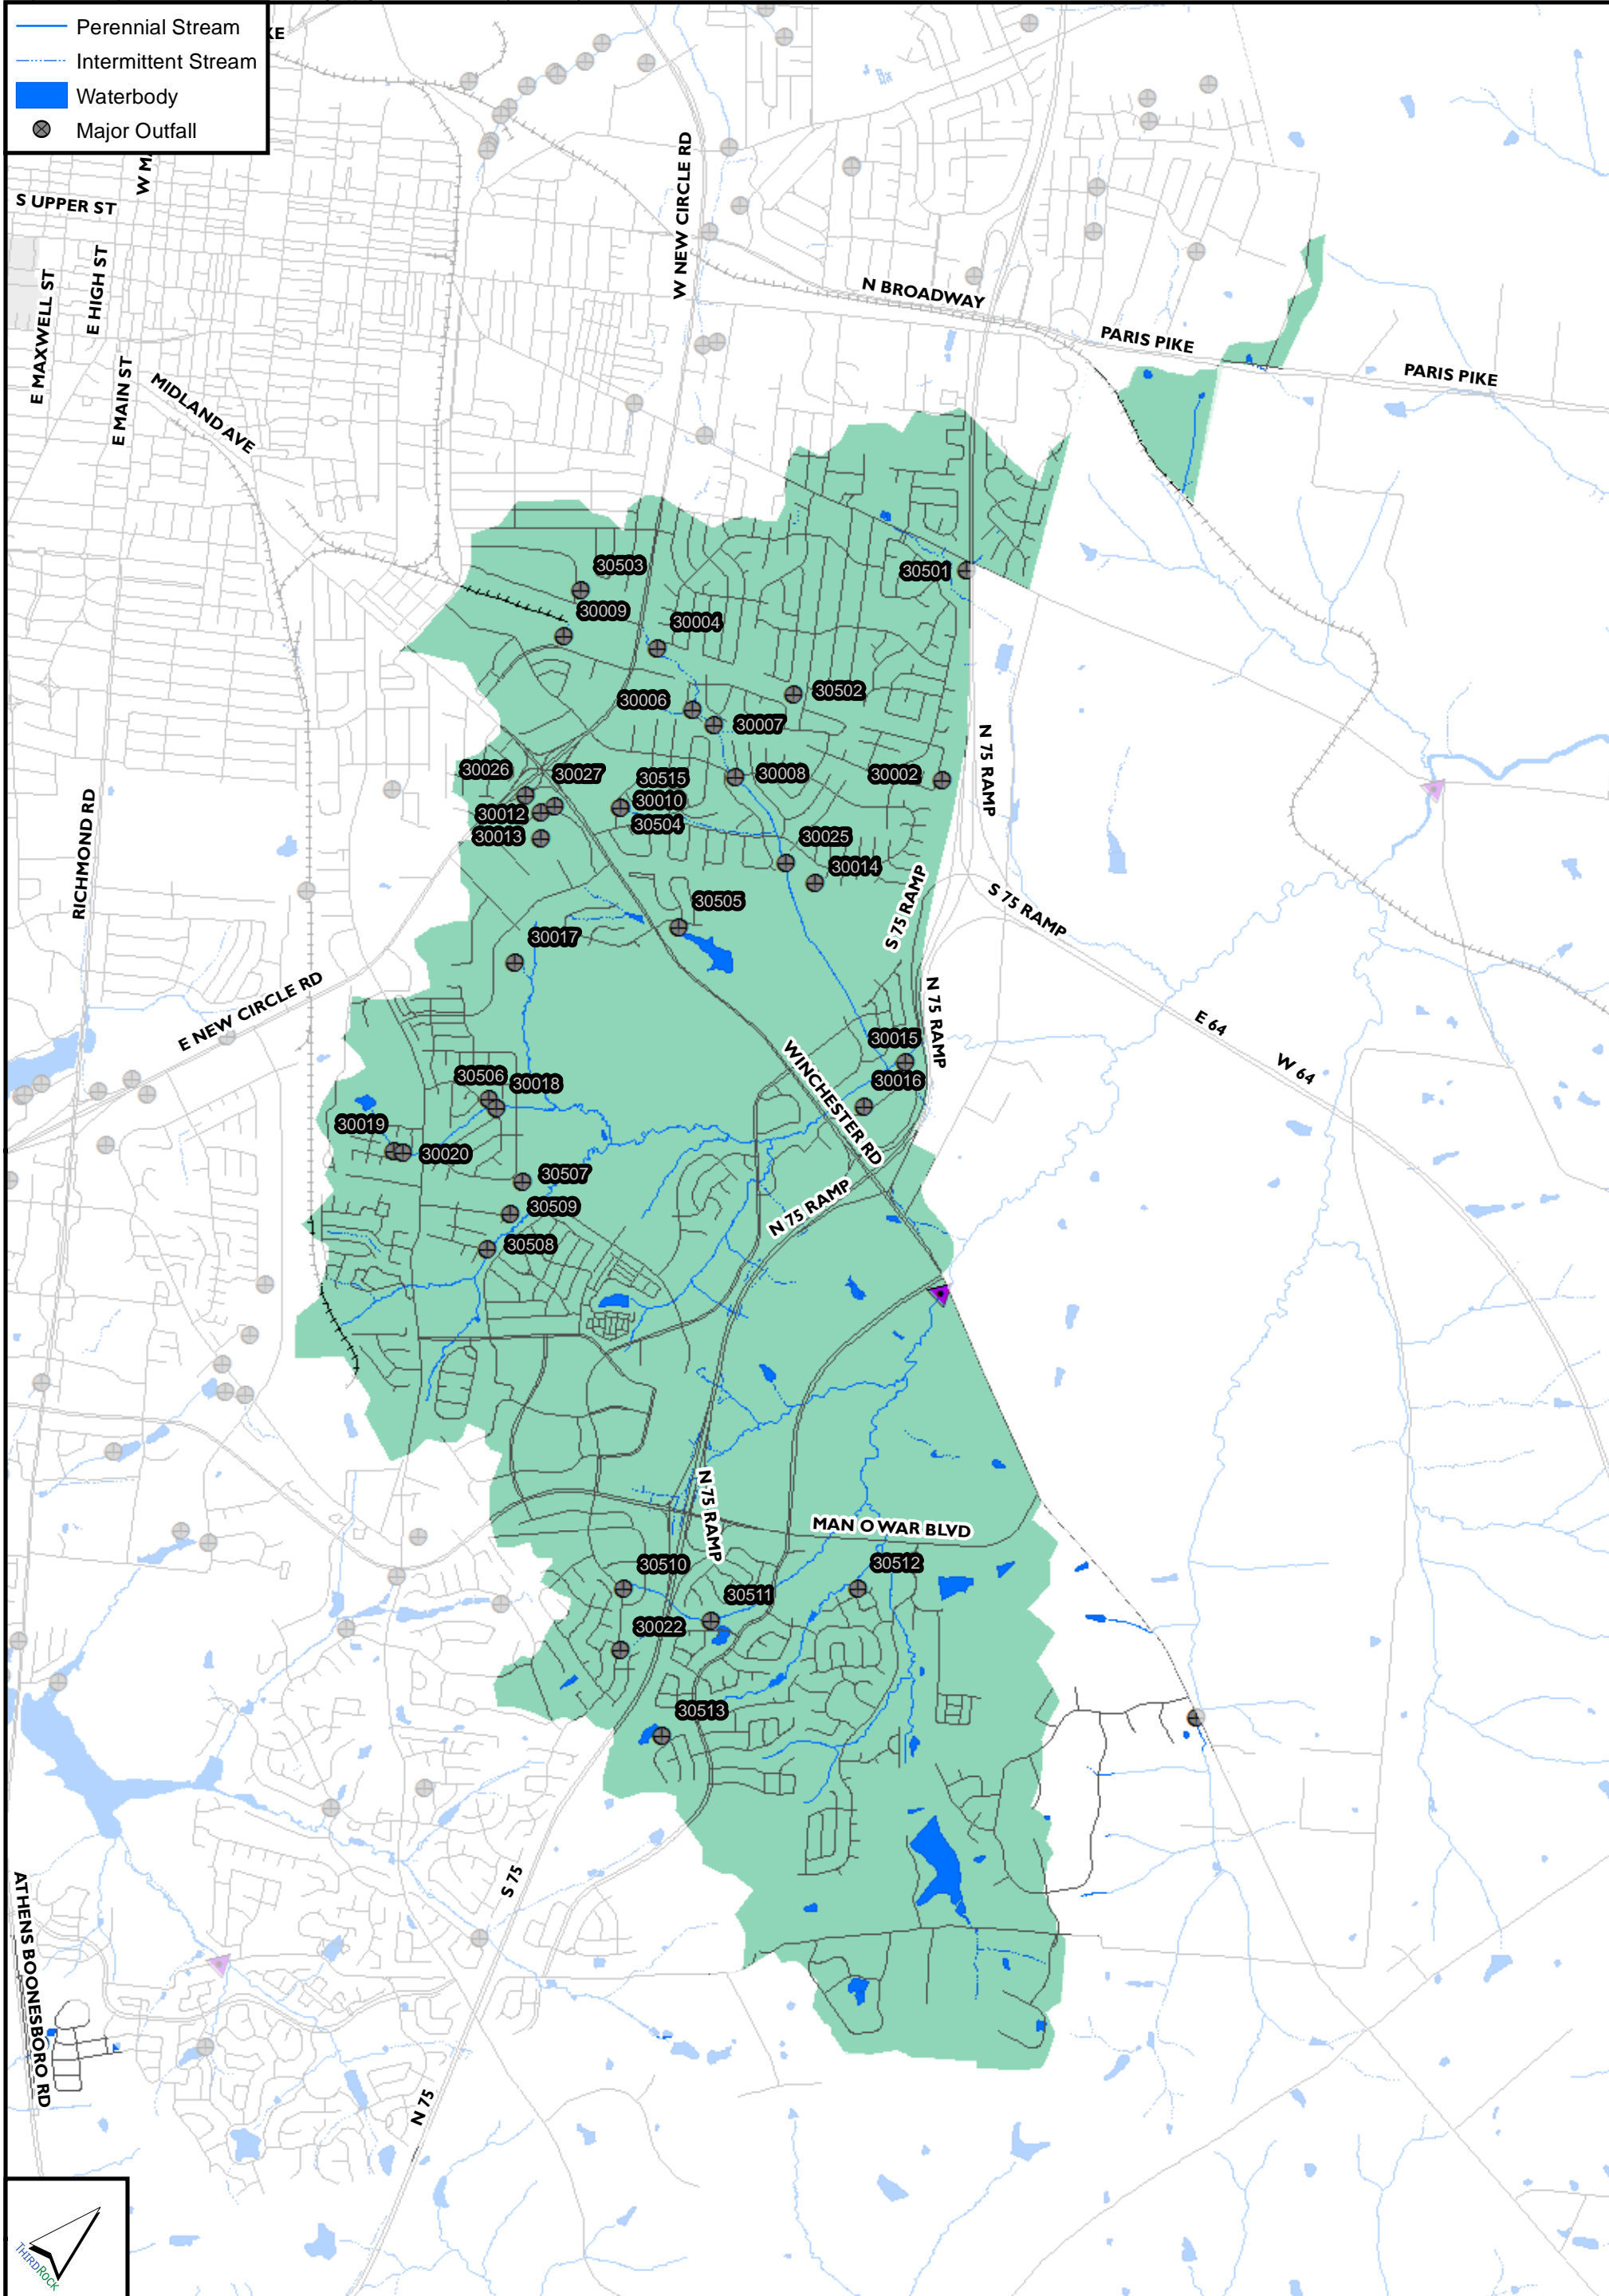 Perennial Stream
Intermittent Stream
Waterbody
Major Outfall
KE
W MA
S UPPER ST
E MAXWELL ST
E HIGH ST
E MAIN ST
MIDLAND AVE
W NEW CIRCLE RD
N BROADWAY
PARIS PIKE
PARIS PIKE
30503
30501
30009
30004
30502
30006
30007
30026
30027
30515
30008
30002
30010
30012
30504
30013
30025
30014
N 75 RAMP
RICHMOND RD
S 75 RAMP
S 75 RAMP
30505
30017
E NEW CIRCLE RD
N 75 RAMP
E 64
W 64
30015
30016
WINCHESTER RD
30506
30018
30019
30020
30507
30509
N 75 RAMP
30508
N 75 RAMP
MAN O WAR BLVD
30510
30512
30511
30022
30513
S 75
ATHENS BOONESBORO RD
N 75
THIRDROCK